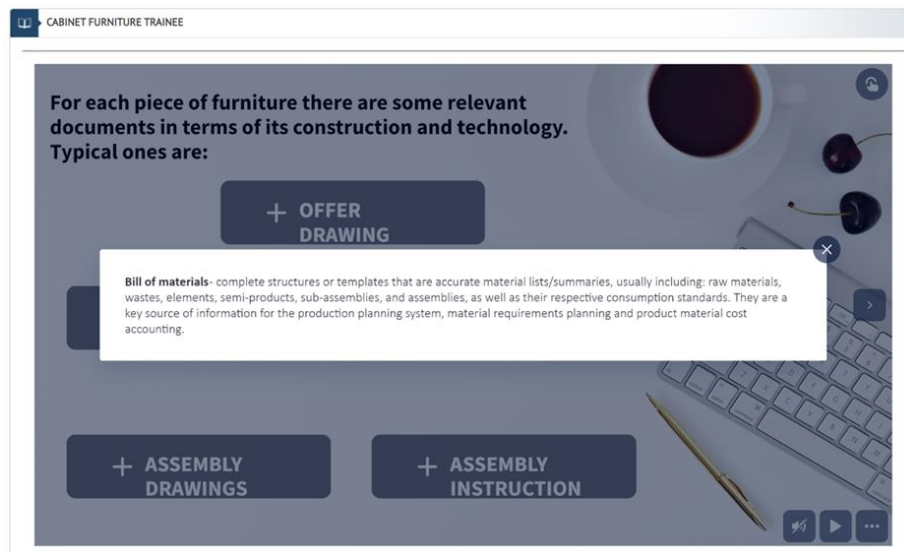 CABINET FURNITURE TRAINEE
For each piece of furniture there are some relevant
documents in terms of its construction and technology.
Typical ones are:
+ OFFER
DRAWING
Bill of materials- complete structures or templates that are accurate material lists/summaries, usually including: raw materials,
wastes, elements, semi-products, sub-assemblies, and assemblies, as well as their respective consumption standards. They are a
key source of information for the production planning system, material requirements planning and product material cost
accounting.
+ ASSEMBLY
DRAWINGS
+ ASSEMBLY
INSTRUCTION